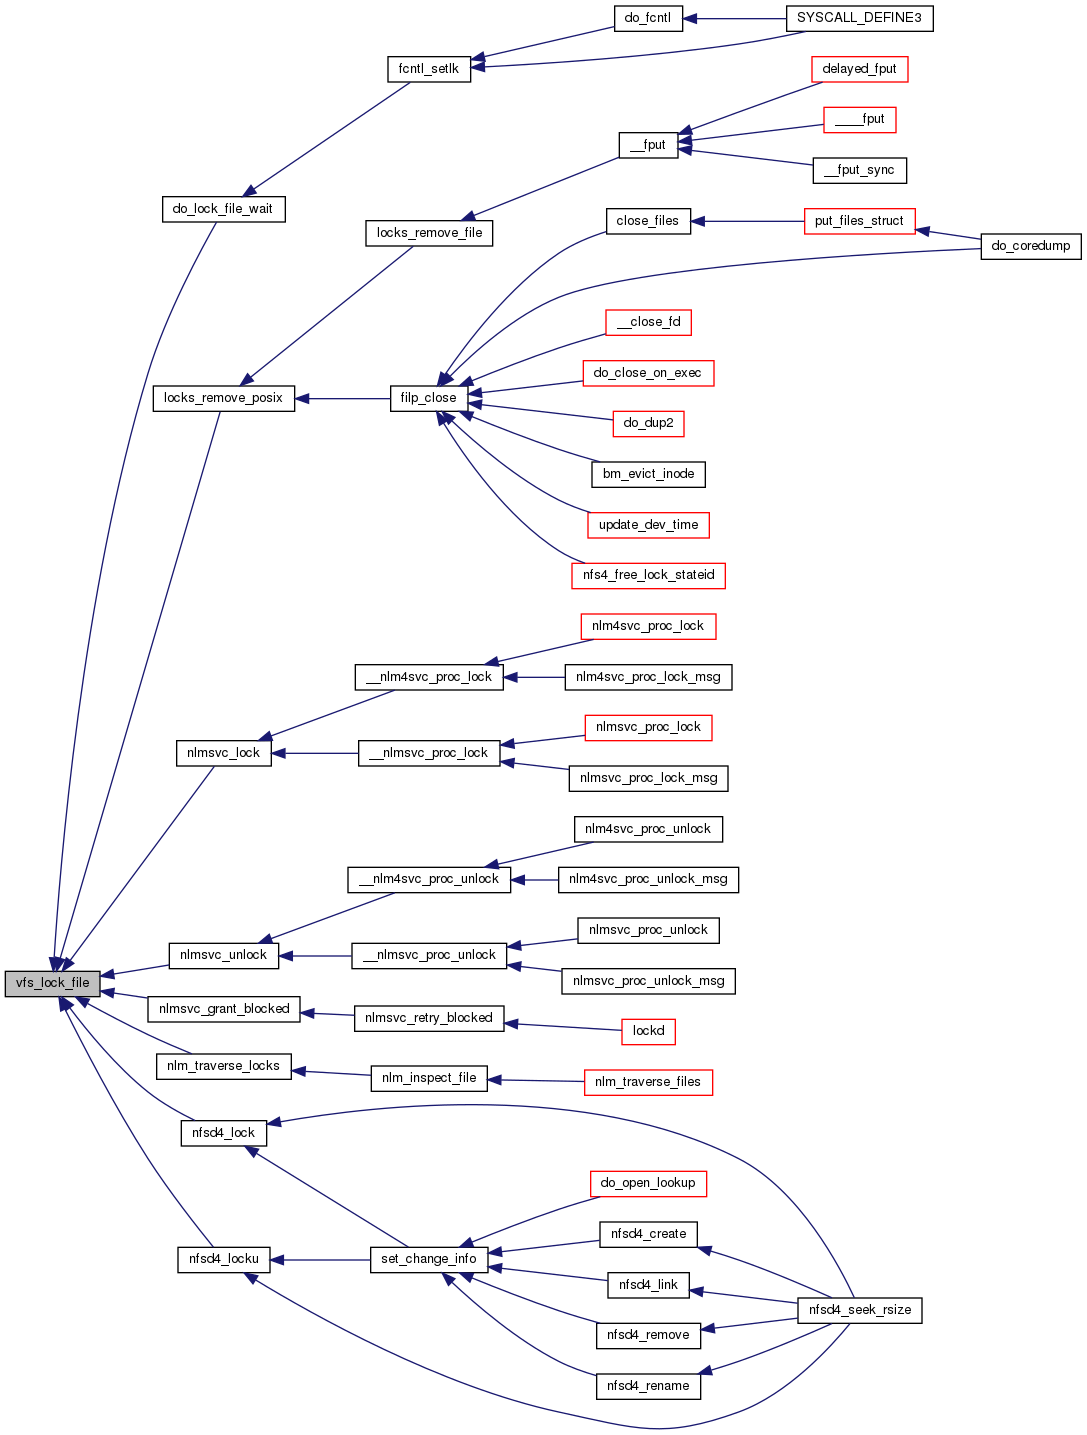 do_fcntl
SYSCALL_DEFINE3
fcntl_setlk
delayed_fput
____fput
__fput
__fput_sync
do_lock_file_wait
close_files
put_files_struct
locks_remove_file
do_coredump
__close_fd
do_close_on_exec
locks_remove_posix
filp_close
do_dup2
bm_evict_inode
update_dev_time
nfs4_free_lock_stateid
nlm4svc_proc_lock
__nlm4svc_proc_lock
nlm4svc_proc_lock_msg
nlmsvc_proc_lock
nlmsvc_lock
__nlmsvc_proc_lock
nlmsvc_proc_lock_msg
nlm4svc_proc_unlock
__nlm4svc_proc_unlock
nlm4svc_proc_unlock_msg
nlmsvc_proc_unlock
nlmsvc_unlock
__nlmsvc_proc_unlock
nlmsvc_proc_unlock_msg
vfs_lock_file
nlmsvc_grant_blocked
nlmsvc_retry_blocked
lockd
nlm_traverse_locks
nlm_inspect_file
nlm_traverse_files
nfsd4_lock
do_open_lookup
nfsd4_create
nfsd4_locku
set_change_info
nfsd4_link
nfsd4_seek_rsize
nfsd4_remove
nfsd4_rename